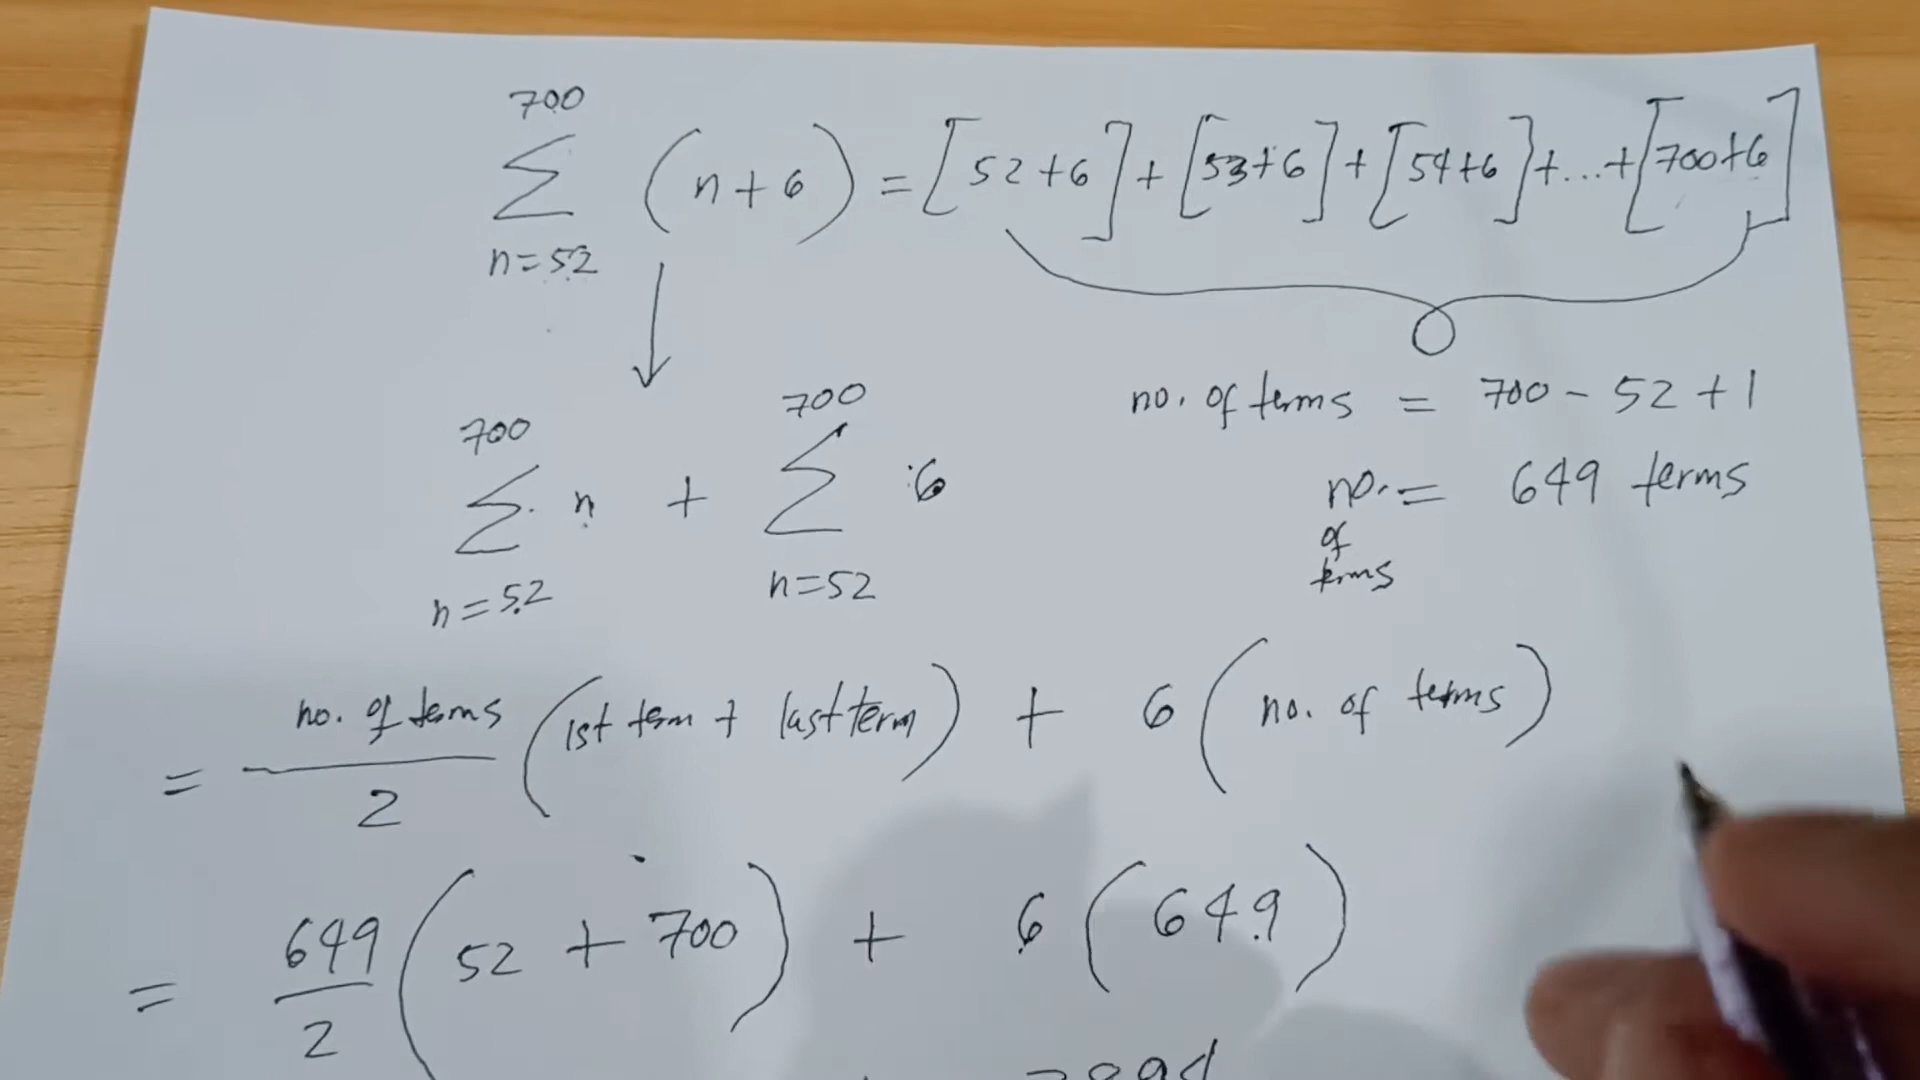 700
∑ (n+6) = [52+6] + [53+6] + [54+6] +...+ [700+6]
n=52
no. of terms = 700 - 52 + 1
700 700
∑ n + ∑ 6
n=52 n=52
no. of terms = 649 terms
= no. of terms / 2 (1st term + last term) + 6 (no. of terms)
= 649 / 2 (52 + 700) + 6 (649)
3894